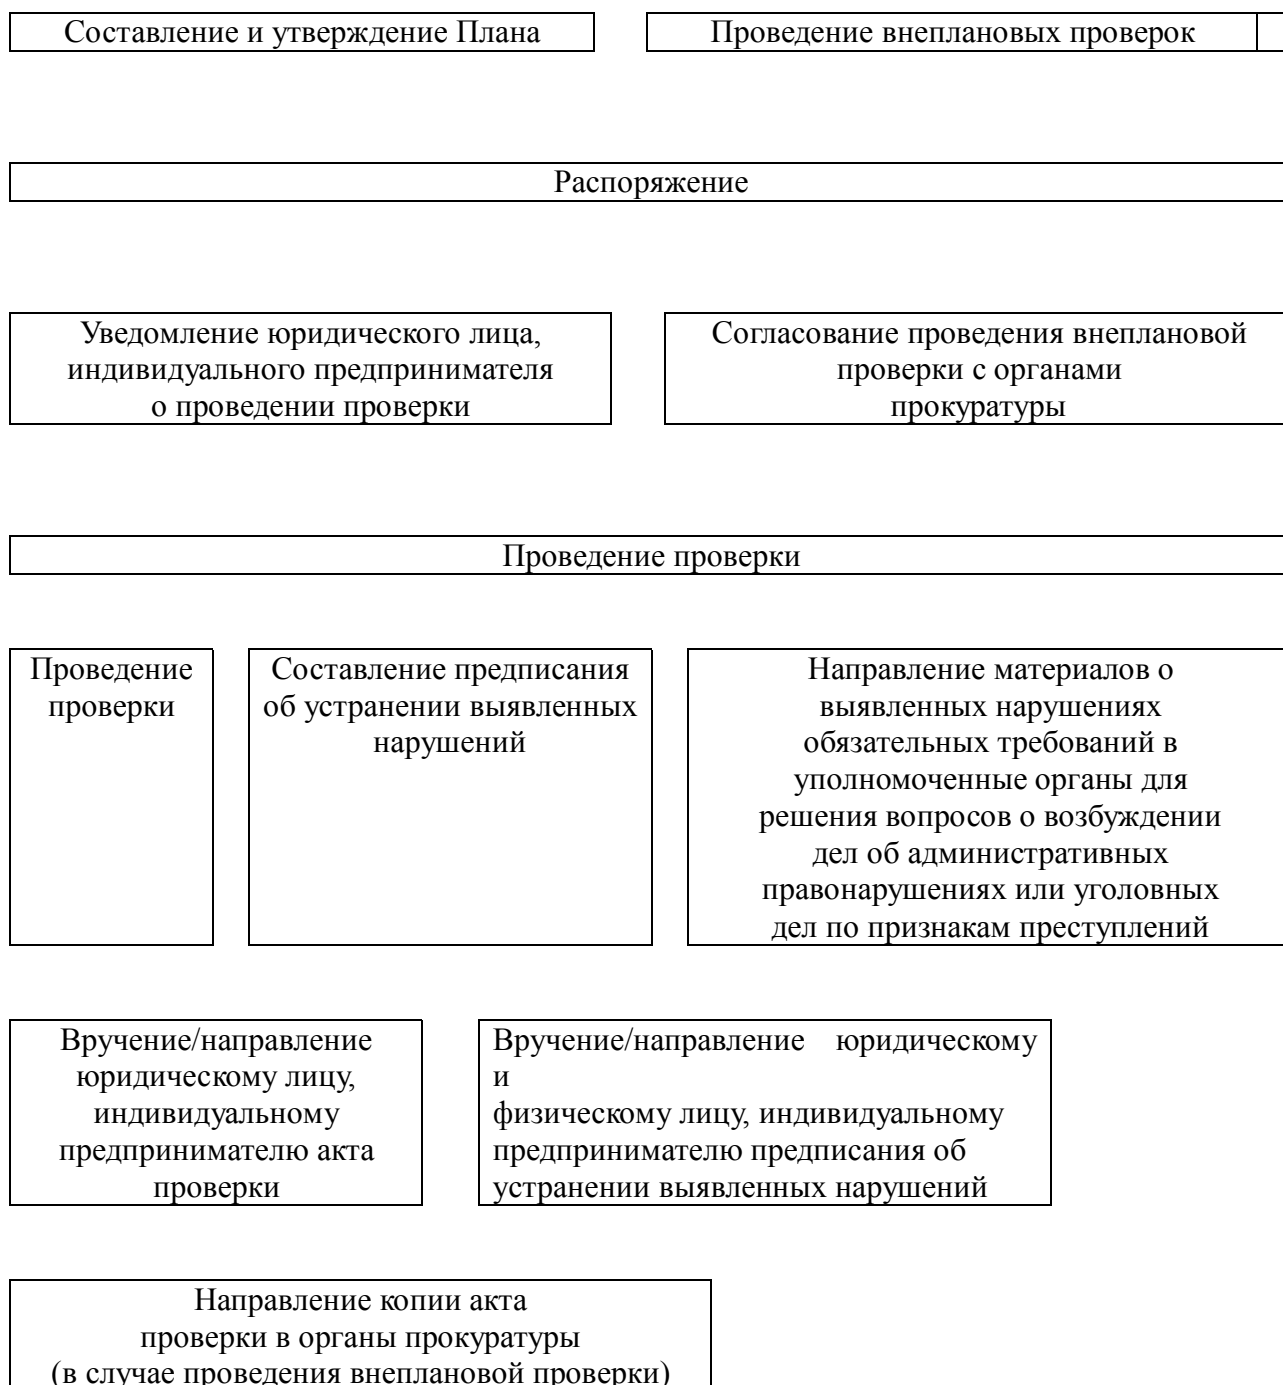 Составление и утверждение Плана
Проведение внеплановых проверок
Распоряжение
Уведомление юридического лица,
индивидуального предпринимателя
о проведении проверки
Согласование проведения внеплановой
проверки с органами
прокуратуры
Проведение проверки
Проведение
проверки
Составление предписания
об устранении выявленных
нарушений
Направление материалов о
выявленных нарушениях
обязательных требований в
уполномоченные органы для
решения вопросов о возбуждении
дел об административных
правонарушениях или уголовных
дел по признакам преступлений
Вручение/направление
юридическому лицу,
индивидуальному
предпринимателю акта
проверки
Вручение/направление юридическому
и
физическому лицу, индивидуальному
предпринимателю предписания об
устранении выявленных нарушений
Направление копии акта
проверки в органы прокуратуры
(в случае проведения внеплановой проверки)